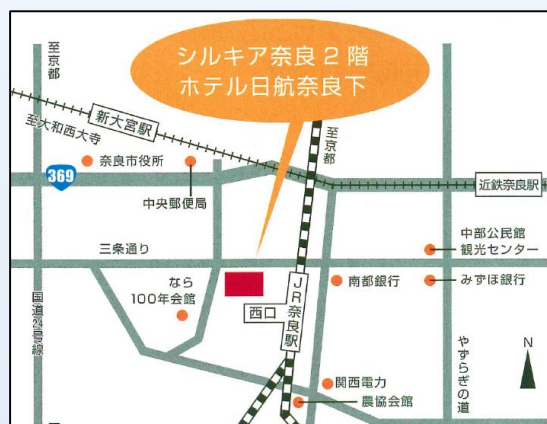 シルキア奈良2階
ホテル日航奈良下
至京都
新大宮駅
至大和西大寺
至京都
奈良市役所
369
中央郵便局
近鉄奈良駅
中部公民館
観光センター
三条通り
なら
100年会館
西口
JR奈良駅
南都銀行
みずほ銀行
国道24号線
やすらぎの道
N
関西電力
農協会館